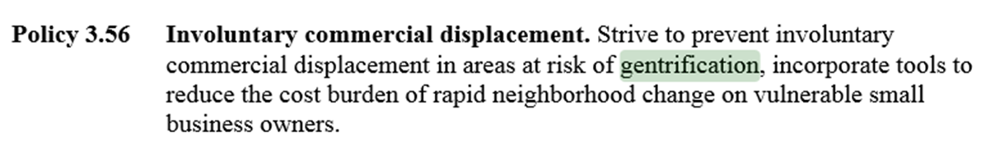 Policy 3.56 Involuntary commercial displacement. Strive to prevent involuntary
commercial displacement in areas at risk of gentrification, incorporate tools to
reduce the cost burden of rapid neighborhood change on vulnerable small
business owners.